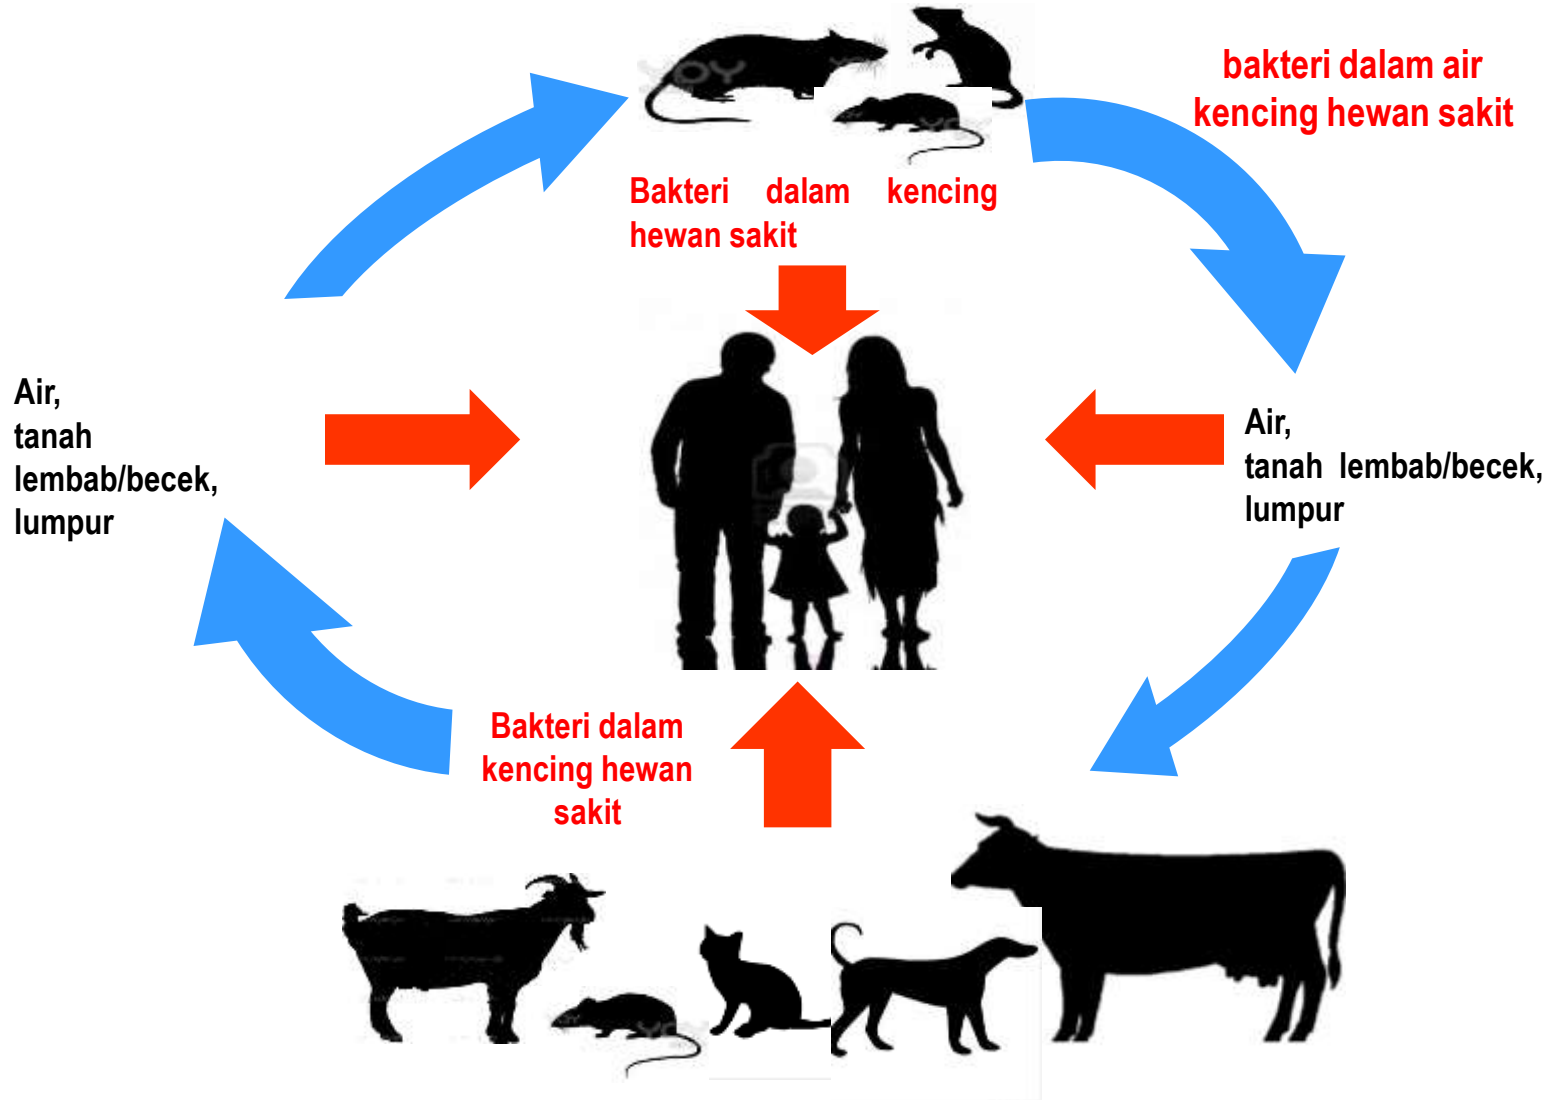 bakteri dalam air
kencing hewan sakit
Bakteri dalam kencing
hewan sakit
Air,
tanah
lembab/becek,
lumpur
Air,
tanah lembab/becek,
lumpur
Bakteri dalam
kencing hewan
sakit